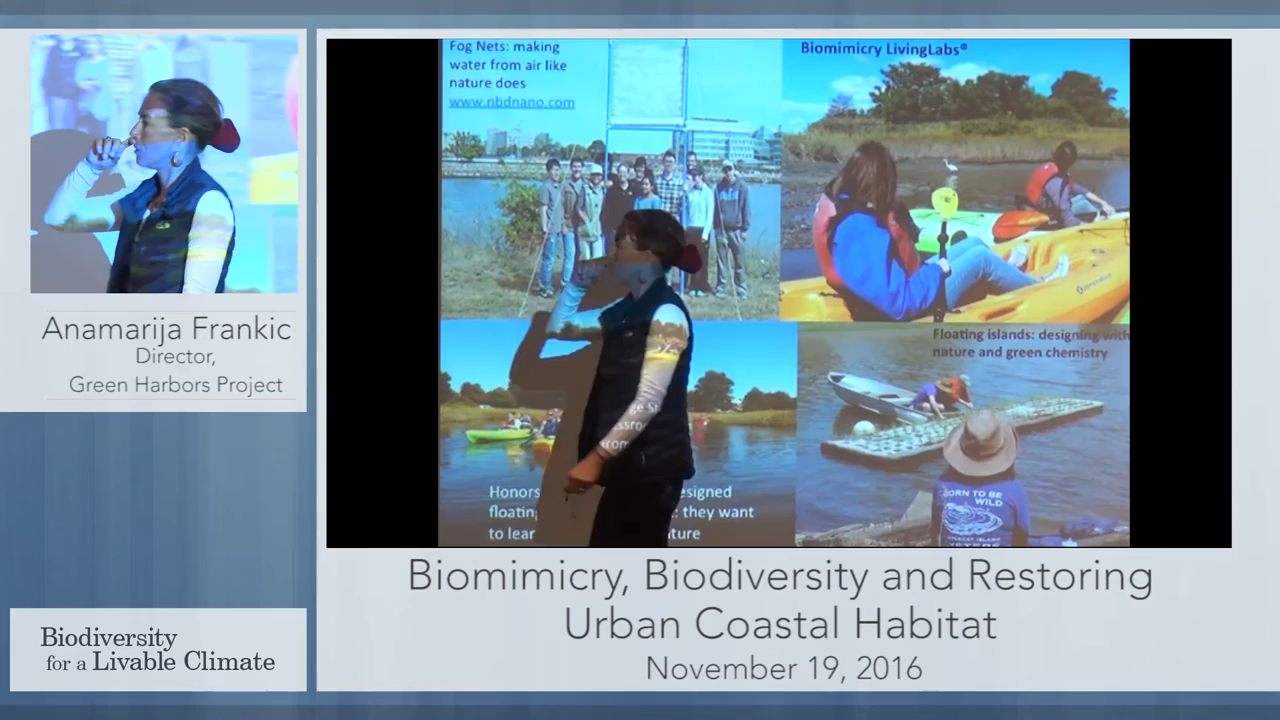 Fog Nets: making
water from air like
nature does
www.nbdnano.com
Biomimicry LivingLabs®
Anamarija Frankic
Director,
Green Harbors Project
Floating islands: designing with
nature and green chemistry
Honors
esigned
floating
: they want
to lear
ture
BORN TO BE
WILD
Biodiversity
for a Livable Climate
Biomimicry, Biodiversity and Restoring
Urban Coastal Habitat
November 19, 2016